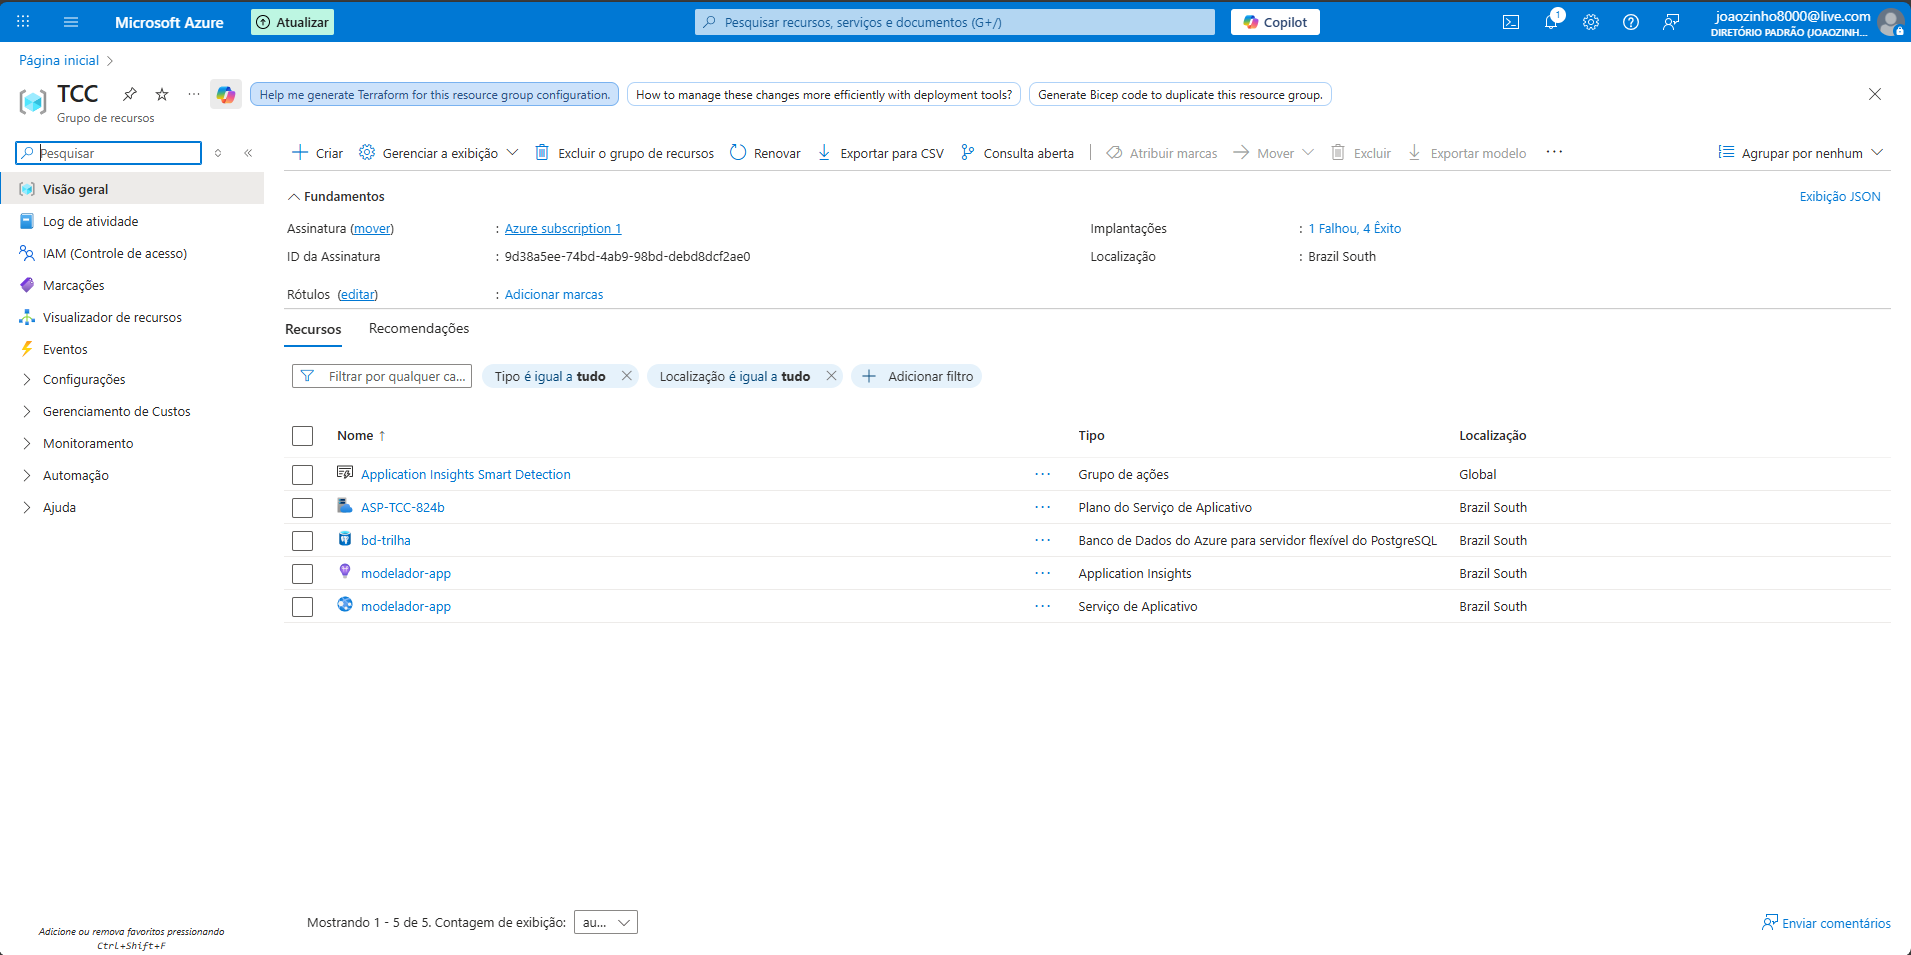 Microsoft Azure
Atualizar
Pesquisar recursos, serviços e documentos (G+/)
Copilot
1
joaozinho8000@live.com
DIRETÓRIO PADRÃO (JOAOZINH...
Página inicial
TCC
Grupo de recursos
Help me generate Terraform for this resource group configuration.
How to manage these changes more efficiently with deployment tools?
Generate Bicep code to duplicate this resource group.
Pesquisar
Visão geral
Log de atividade
IAM (Controle de acesso)
Marcações
Visualizador de recursos
Eventos
Configurações
Gerenciamento de Custos
Monitoramento
Automação
Ajuda
Adicione ou remova favoritos pressionando
Ctrl+Shift+F
Criar
Gerenciar a exibição
Excluir o grupo de recursos
Renovar
Exportar para CSV
Consulta aberta
Atribuir marcas
Mover
Excluir
Exportar modelo
...
Agrupar por nenhum
Fundamentos
Exibição JSON
Assinatura (mover) : Azure subscription 1
ID da Assinatura : 9d38a5ee-74bd-4ab9-98bd-debd8dcf2ae0
Rótulos (editar) : Adicionar marcas
Implantações : 1 Falhou, 4 Êxito
Localização : Brazil South
Recursos
Recomendações
Filtrar por qualquer ca...
Tipo é igual a tudo
Localização é igual a tudo
Adicionar filtro
Nome ↑ Tipo Localização
Application Insights Smart Detection ... Grupo de ações Global
ASP-TCC-824b ... Plano do Serviço de Aplicativo Brazil South
bd-trilha ... Banco de Dados do Azure para servidor flexível do PostgreSQL Brazil South
modelador-app ... Application Insights Brazil South
modelador-app ... Serviço de Aplicativo Brazil South
Mostrando 1 - 5 de 5. Contagem de exibição: au...
Enviar comentários